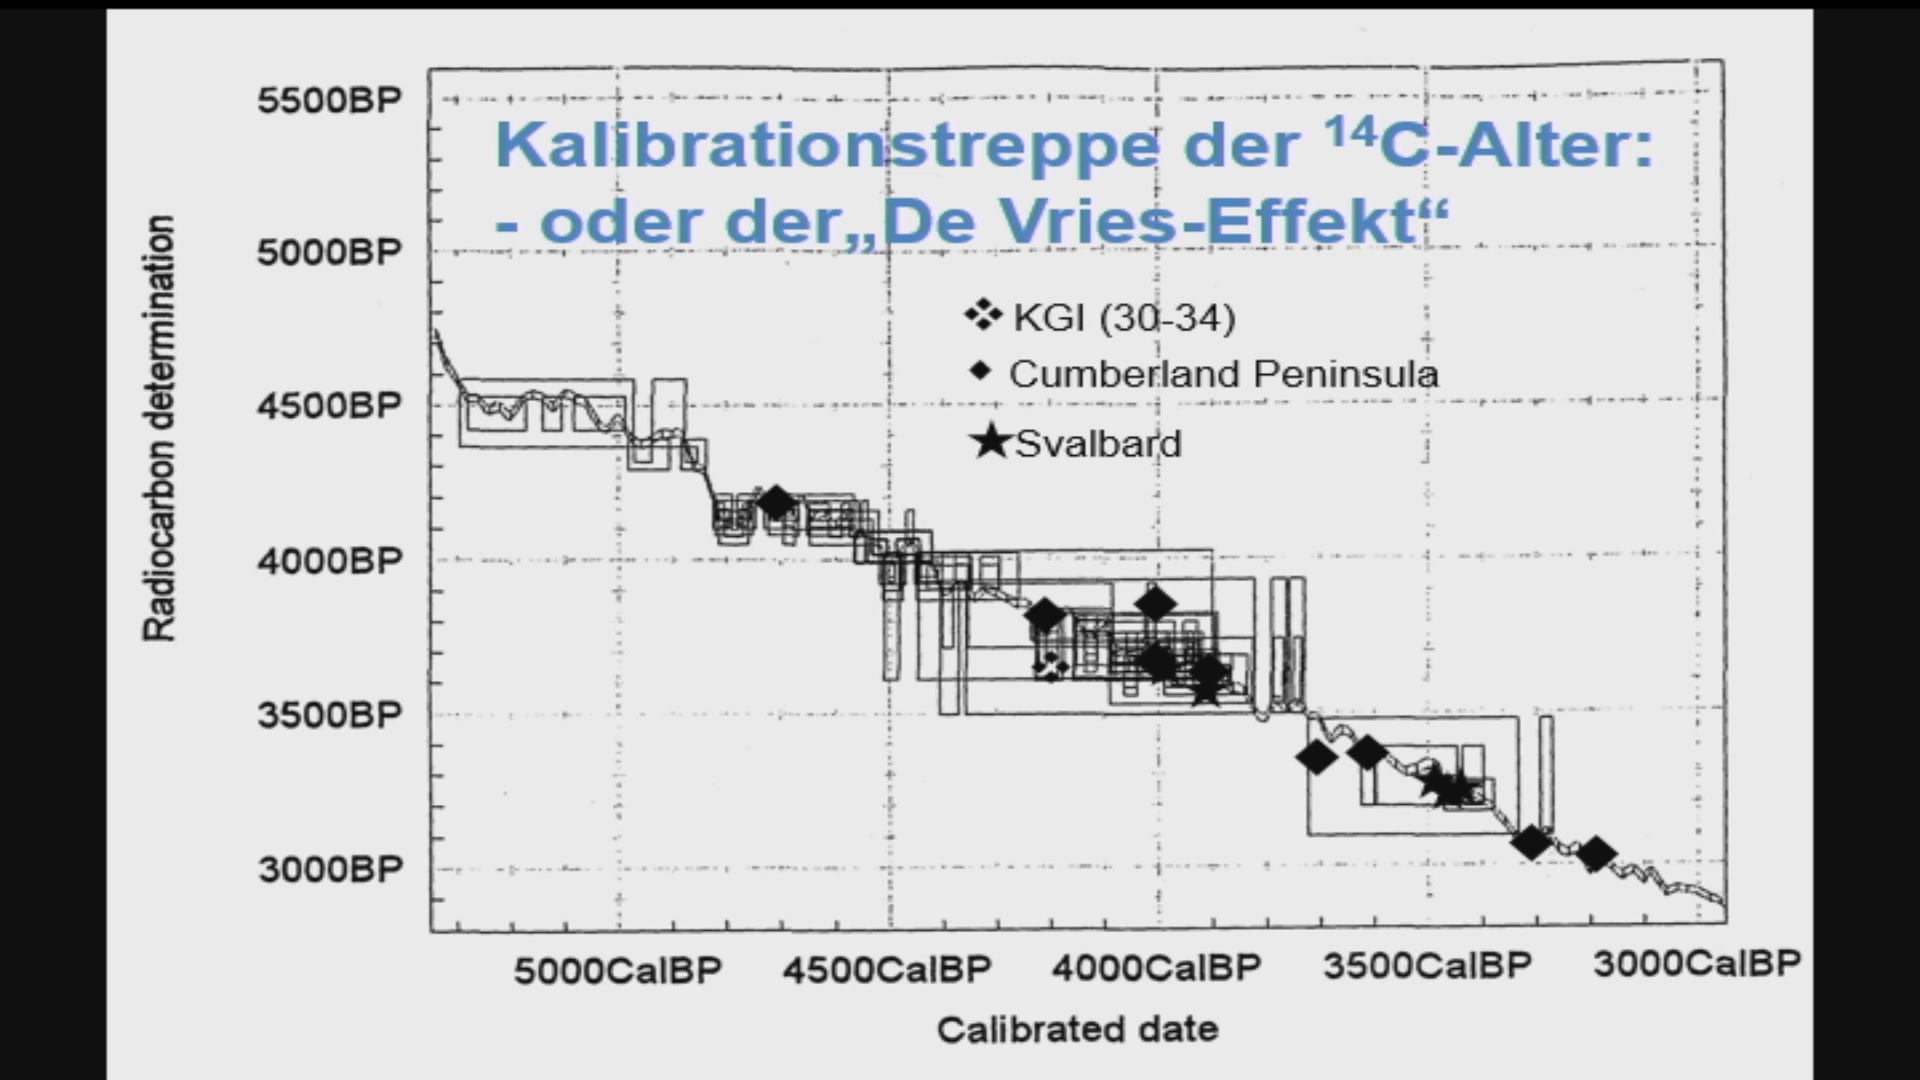 Kalibrationstreppe der ¹⁴C-Alter:
- oder der„De Vries-Effekt“
KGI (30-34)
Cumberland Peninsula
Svalbard
Radiocarbon determination
5500BP
5000BP
4500BP
4000BP
3500BP
3000BP
5000CalBP 4500CalBP 4000CalBP 3500CalBP 3000CalBP
Calibrated date